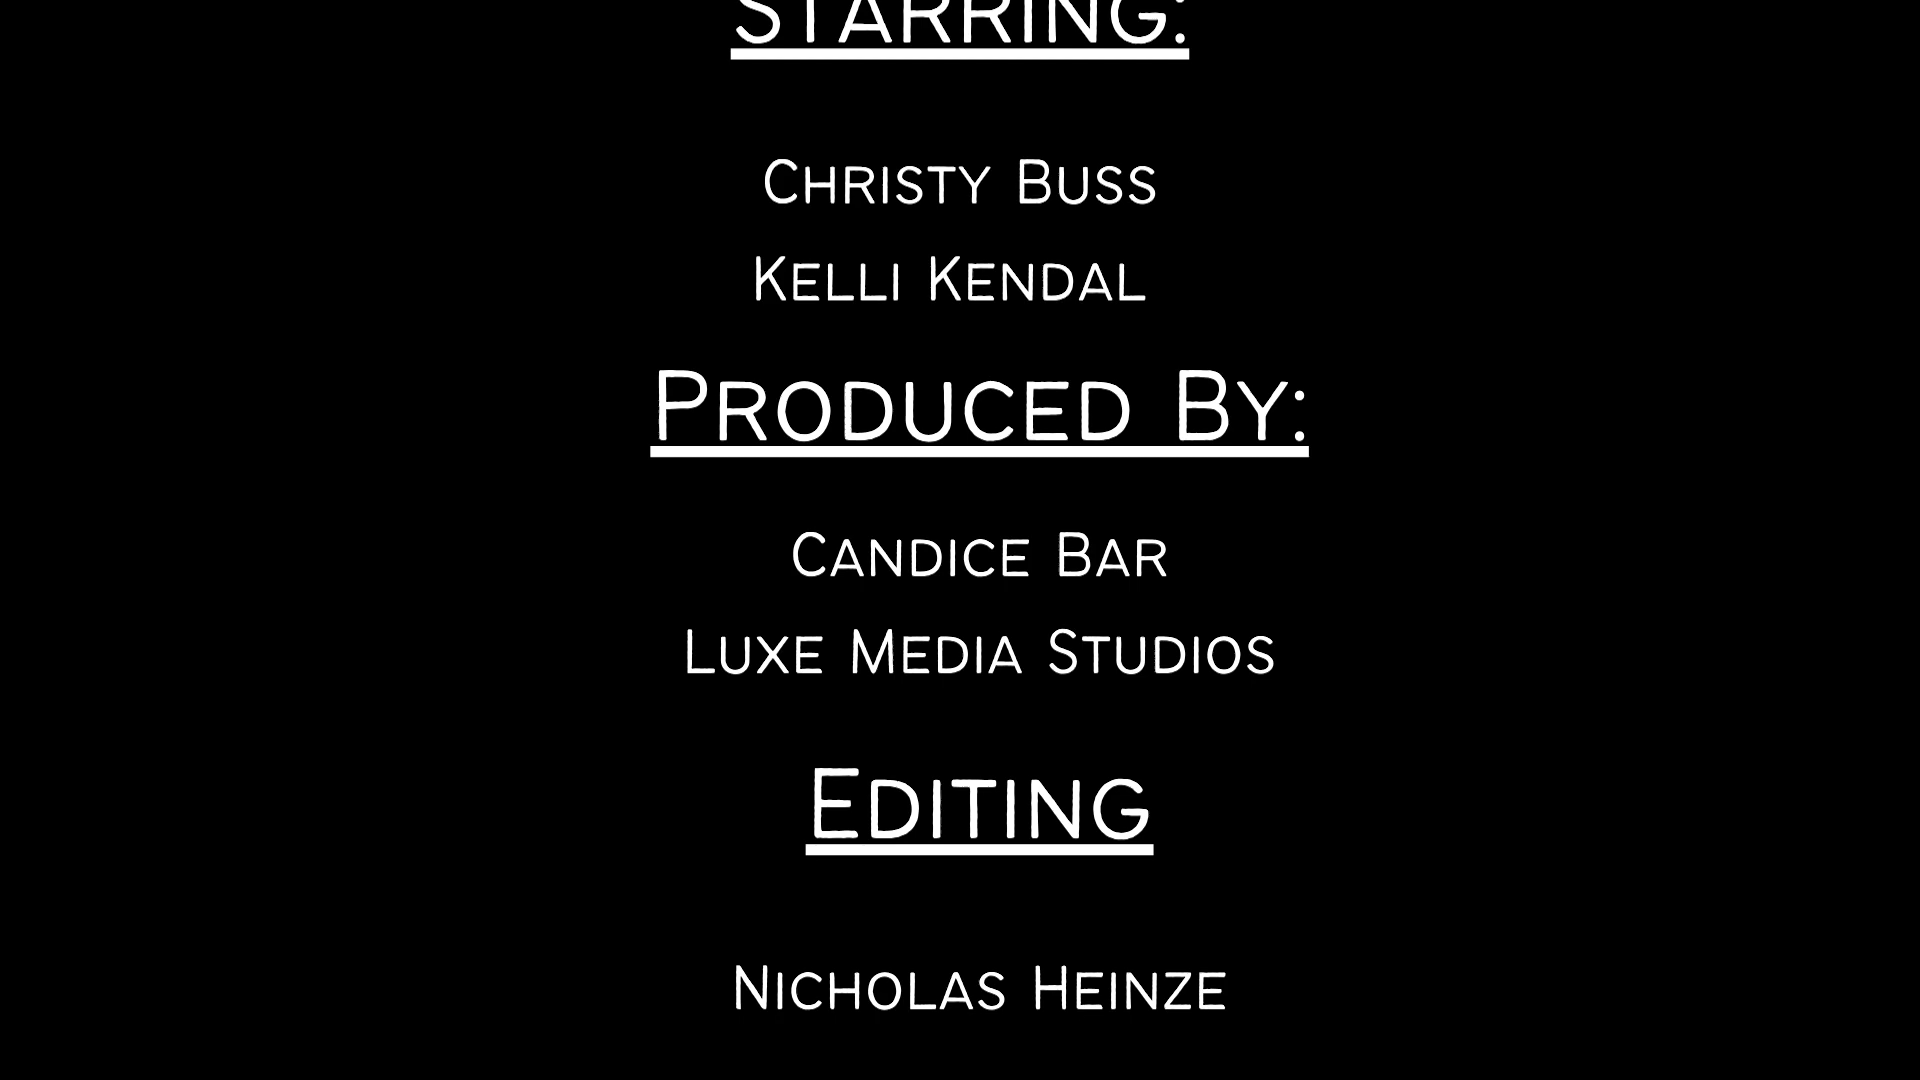 Starring:
Christy Buss
Kelli Kendal
Produced By:
Candice Bar
Luxe Media Studios
Editing
Nicholas Heinze